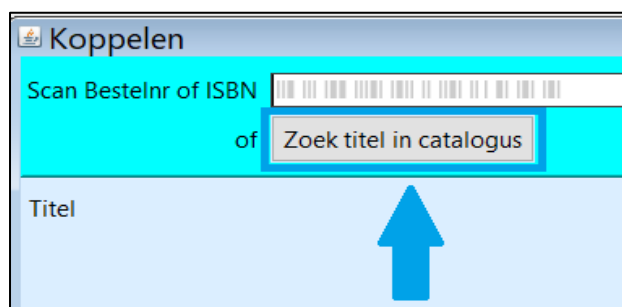 Koppelen
Scan Bestelnr of ISBN
of Zoek titel in catalogus
Titel